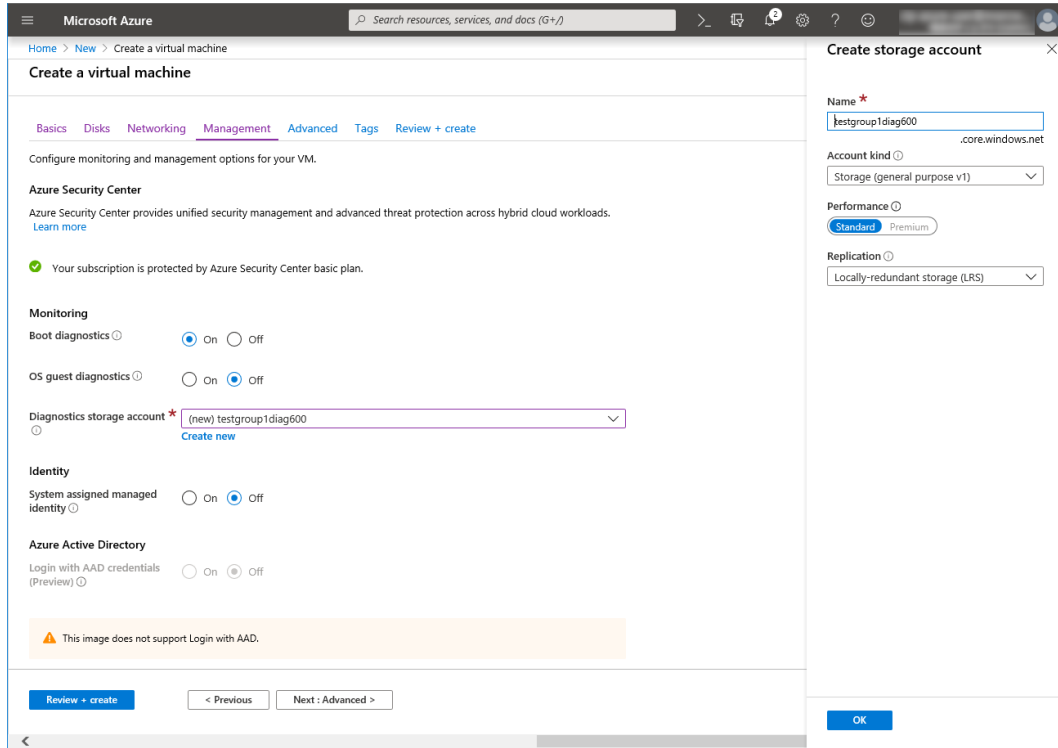 Microsoft Azure
Search resources, services, and docs (G+/)
2
Home > New > Create a virtual machine
Create a virtual machine
Basics Disks Networking Management Advanced Tags Review + create
Configure monitoring and management options for your VM.
Azure Security Center
Azure Security Center provides unified security management and advanced threat protection across hybrid cloud workloads.
Learn more
Your subscription is protected by Azure Security Center basic plan.
Monitoring
Boot diagnostics On Off
OS guest diagnostics On Off
Diagnostics storage account * (new) testgroup1diag600
Create new
Identity
System assigned managed
identity On Off
Azure Active Directory
Login with AAD credentials
(Preview) On Off
This image does not support Login with AAD.
Review + create < Previous Next : Advanced >
Create storage account
Name *
testgroup1diag600
.core.windows.net
Account kind
Storage (general purpose v1)
Performance
Standard Premium
Replication
Locally-redundant storage (LRS)
OK